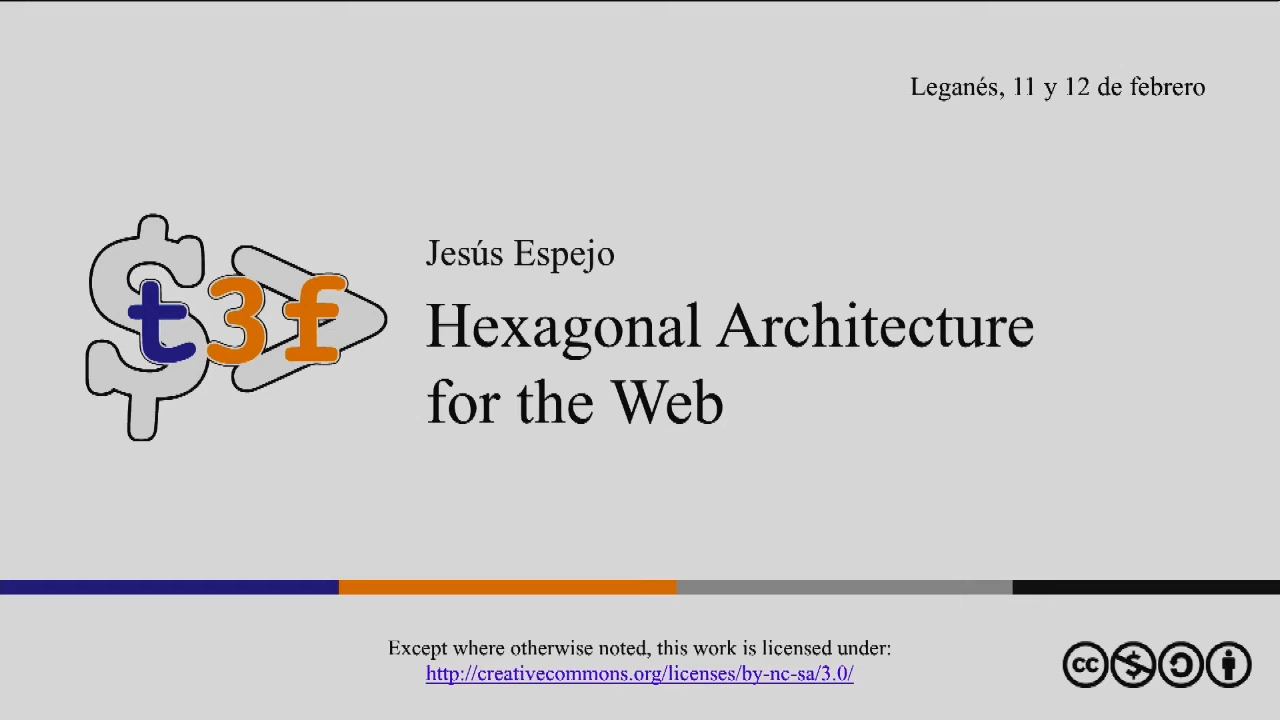 Leganés, 11 y 12 de febrero
t3f
Jesús Espejo
Hexagonal Architecture
for the Web
Except where otherwise noted, this work is licensed under:
http://creativecommons.org/licenses/by-nc-sa/3.0/
cc